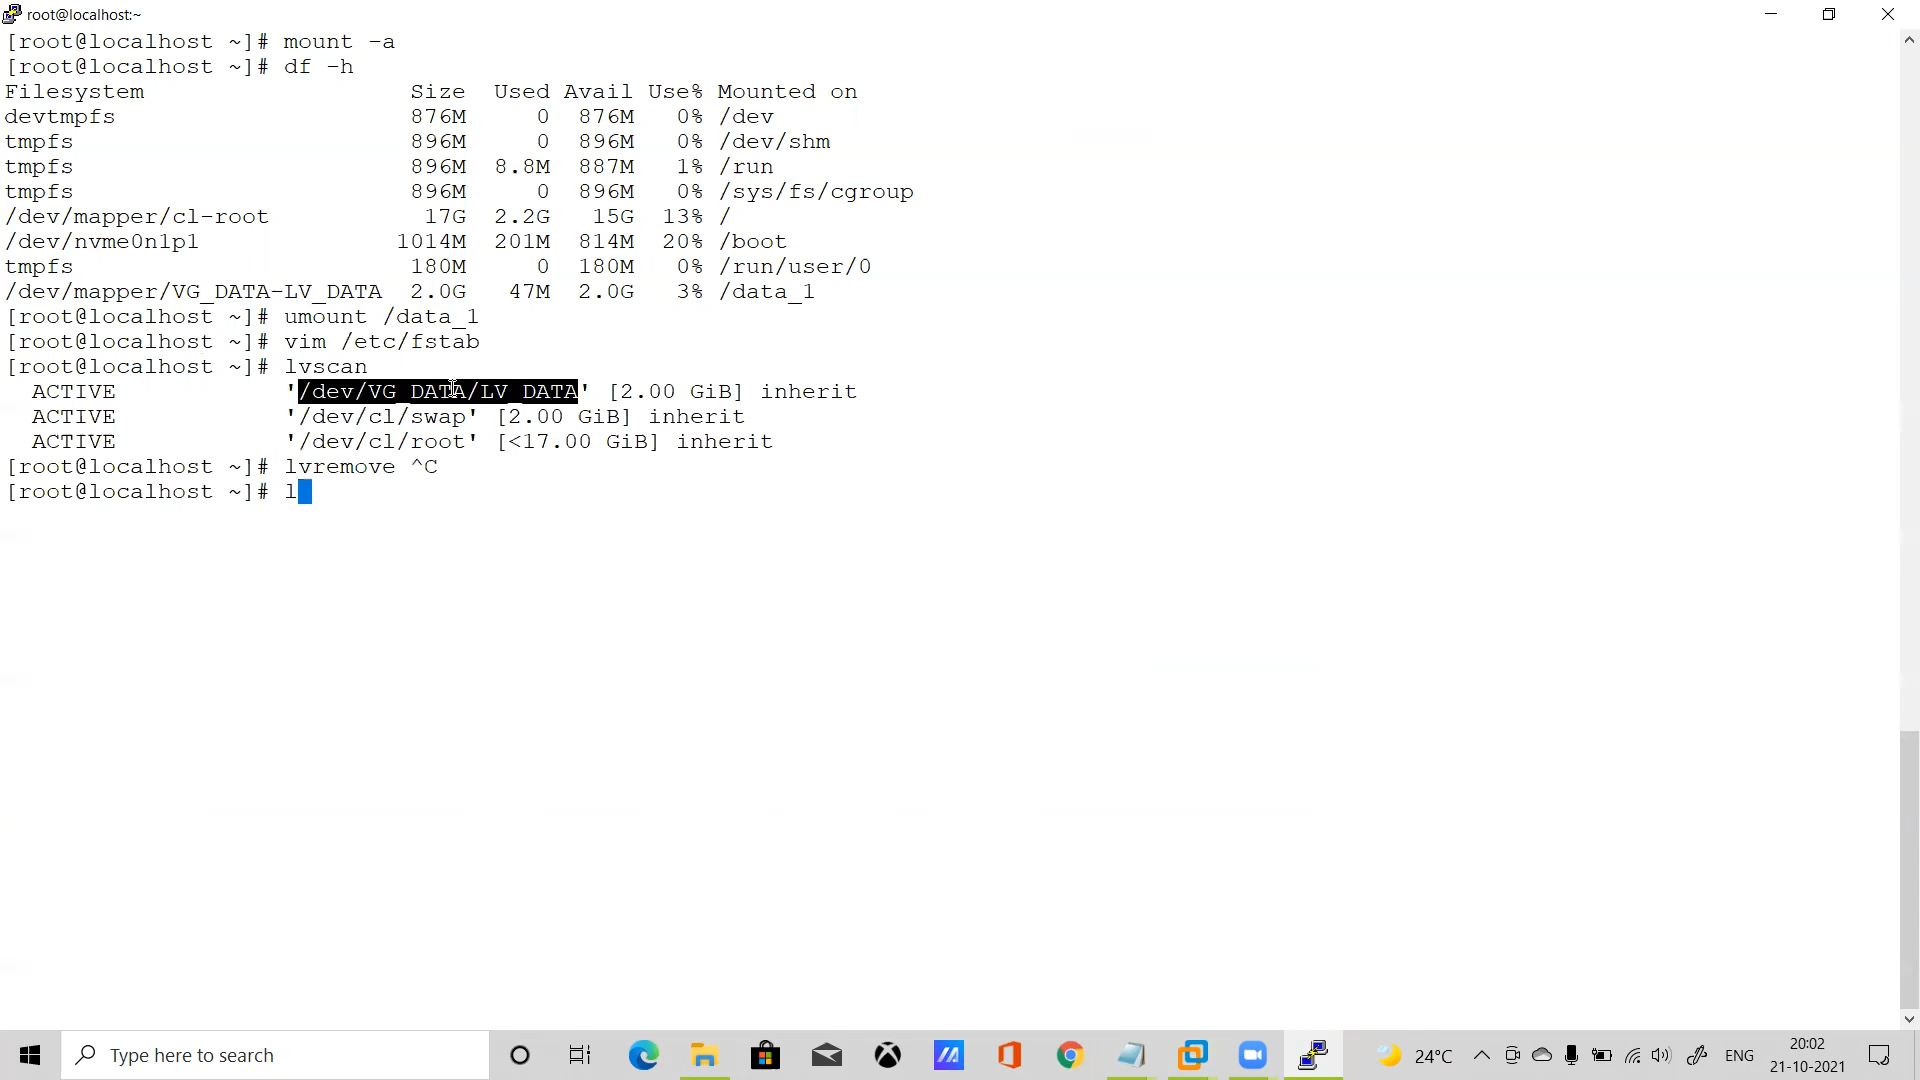 root@localhost:~
[root@localhost ~]# mount -a
[root@localhost ~]# df -h
Filesystem                   Size  Used Avail Use% Mounted on
devtmpfs                     876M     0  876M   0% /dev
tmpfs                        896M     0  896M   0% /dev/shm
tmpfs                        896M  8.8M  887M   1% /run
tmpfs                        896M     0  896M   0% /sys/fs/cgroup
/dev/mapper/cl-root           17G  2.2G   15G  13% /
/dev/nvme0n1p1              1014M  201M  814M  20% /boot
tmpfs                        180M     0  180M   0% /run/user/0
/dev/mapper/VG_DATA-LV_DATA  2.0G   47M  2.0G   3% /data_1
[root@localhost ~]# umount /data_1
[root@localhost ~]# vim /etc/fstab
[root@localhost ~]# lvscan
  ACTIVE            '/dev/VG_DATA/LV_DATA' [2.00 GiB] inherit
  ACTIVE            '/dev/cl/swap' [2.00 GiB] inherit
  ACTIVE            '/dev/cl/root' [<17.00 GiB] inherit
[root@localhost ~]# lvremove ^C
[root@localhost ~]# l
Type here to search
24°C
ENG
20:02
21-10-2021